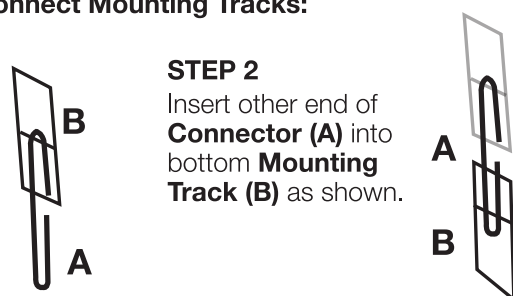 onnect Mounting Tracks:
B
A
STEP 2
Insert other end of
Connector (A) into
bottom Mounting
Track (B) as shown.
A
B